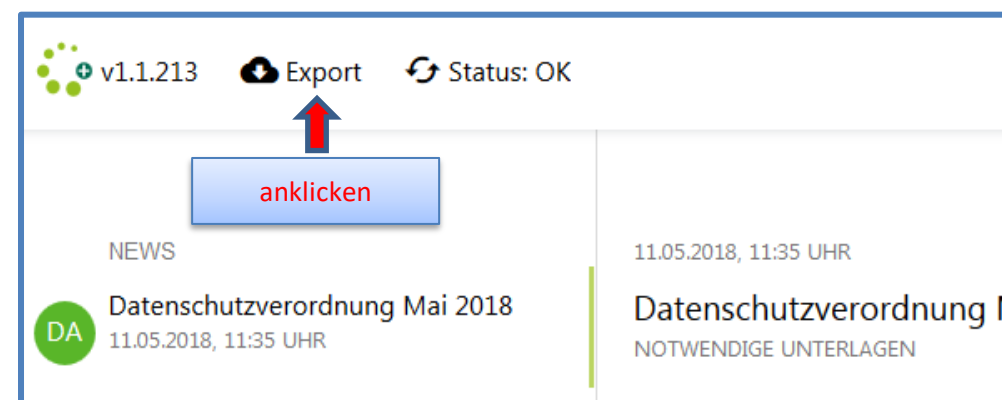 v1.1.213 Export Status: OK
anklicken
NEWS
Datenschutzverordnung Mai 2018
DA
11.05.2018, 11:35 UHR
11.05.2018, 11:35 UHR
Datenschutzverordnung
NOTWENDIGE UNTERLAGEN